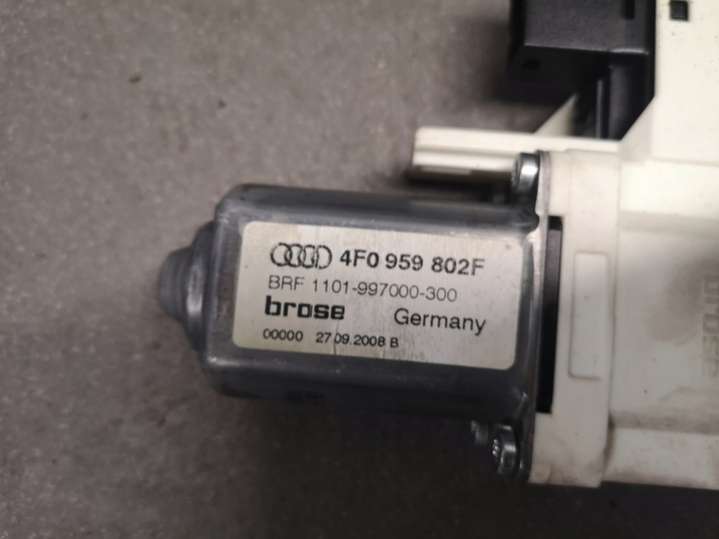 4F0 959 802F
BRF 1101-997000-300
brose Germany
00000 27.09.2008 B